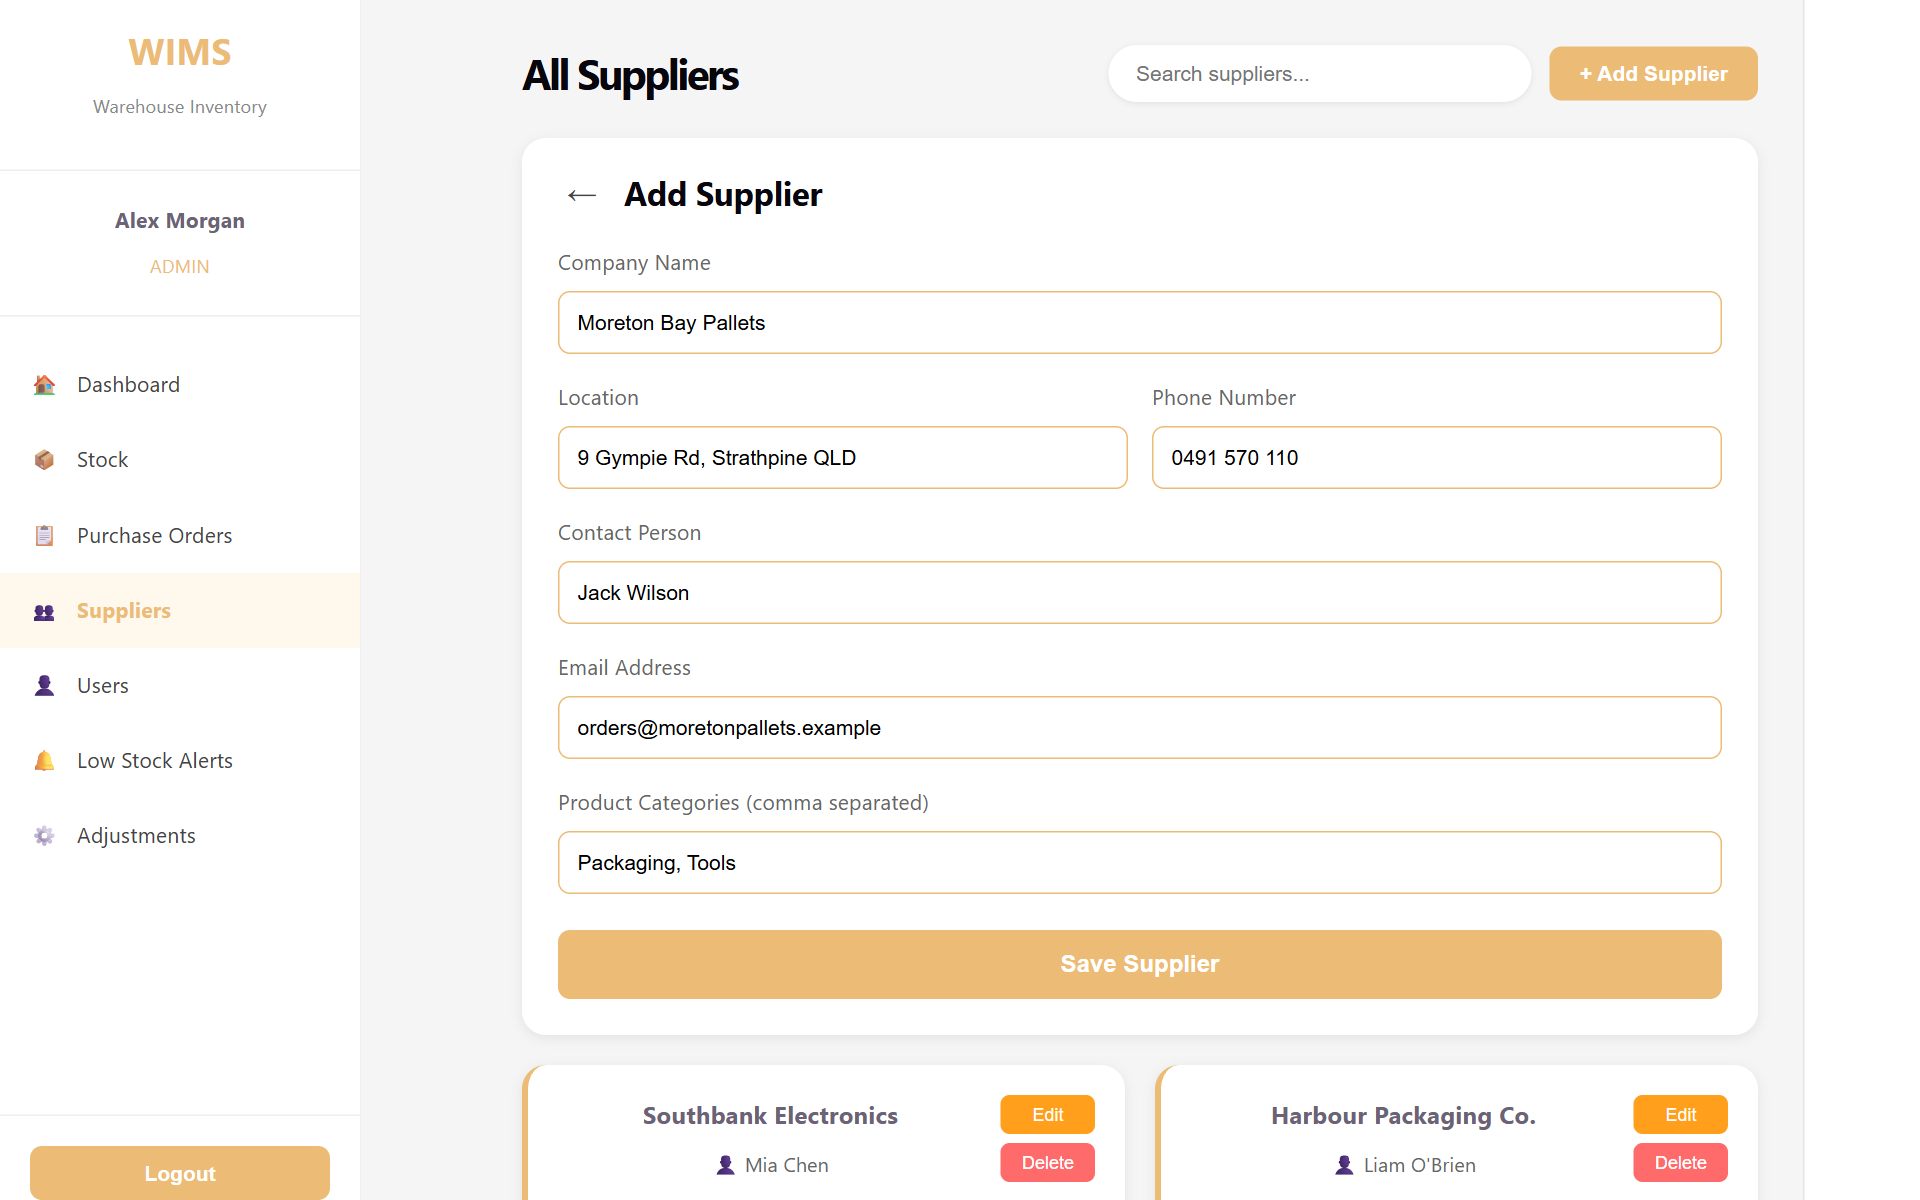 WIMS
Warehouse Inventory
Alex Morgan
ADMIN
Dashboard
Stock
Purchase Orders
Suppliers
Users
Low Stock Alerts
Adjustments
Logout
All Suppliers
Search suppliers...
+ Add Supplier
← Add Supplier
Company Name
Moreton Bay Pallets
Location
9 Gympie Rd, Strathpine QLD
Phone Number
0491 570 110
Contact Person
Jack Wilson
Email Address
orders@moretonpallets.example
Product Categories (comma separated)
Packaging, Tools
Save Supplier
Southbank Electronics
Mia Chen
Edit
Delete
Harbour Packaging Co.
Liam O'Brien
Edit
Delete